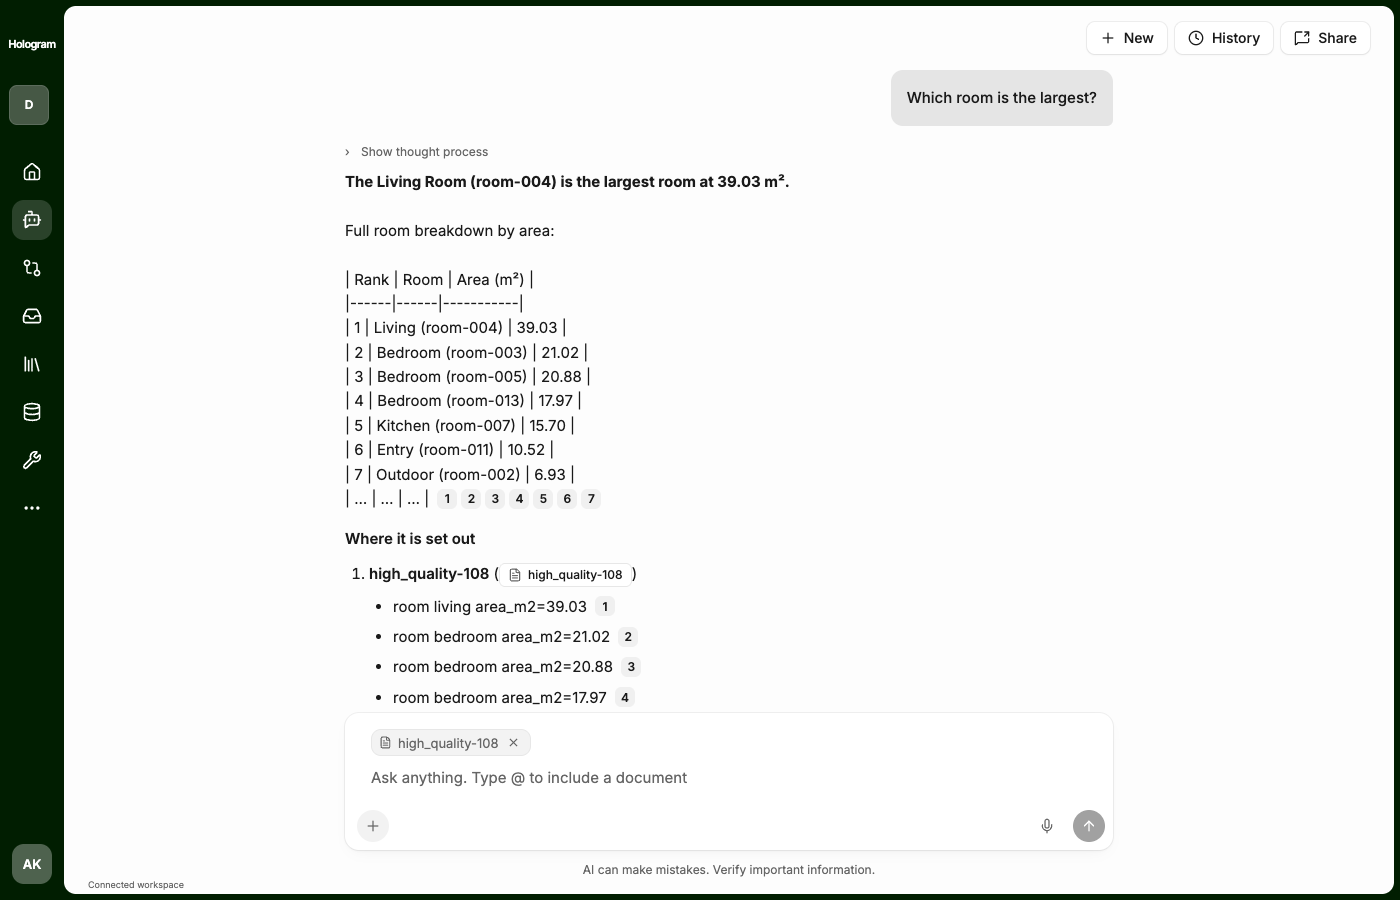 Hologram
D
New
History
Share
Which room is the largest?
Show thought process
The Living Room (room-004) is the largest room at 39.03 m².
Full room breakdown by area:
| Rank | Room | Area (m²) |
|------|------|-----------|
| 1 | Living (room-004) | 39.03 |
| 2 | Bedroom (room-003) | 21.02 |
| 3 | Bedroom (room-005) | 20.88 |
| 4 | Bedroom (room-013) | 17.97 |
| 5 | Kitchen (room-007) | 15.70 |
| 6 | Entry (room-011) | 10.52 |
| 7 | Outdoor (room-002) | 6.93 |
| ... | ... | ... | 1 2 3 4 5 6 7
Where it is set out
1. high_quality-108 ( high_quality-108 )
• room living area_m2=39.03 1
• room bedroom area_m2=21.02 2
• room bedroom area_m2=20.88 3
• room bedroom area_m2=17.97 4
high_quality-108
Ask anything. Type @ to include a document
AI can make mistakes. Verify important information.
AK
Connected workspace